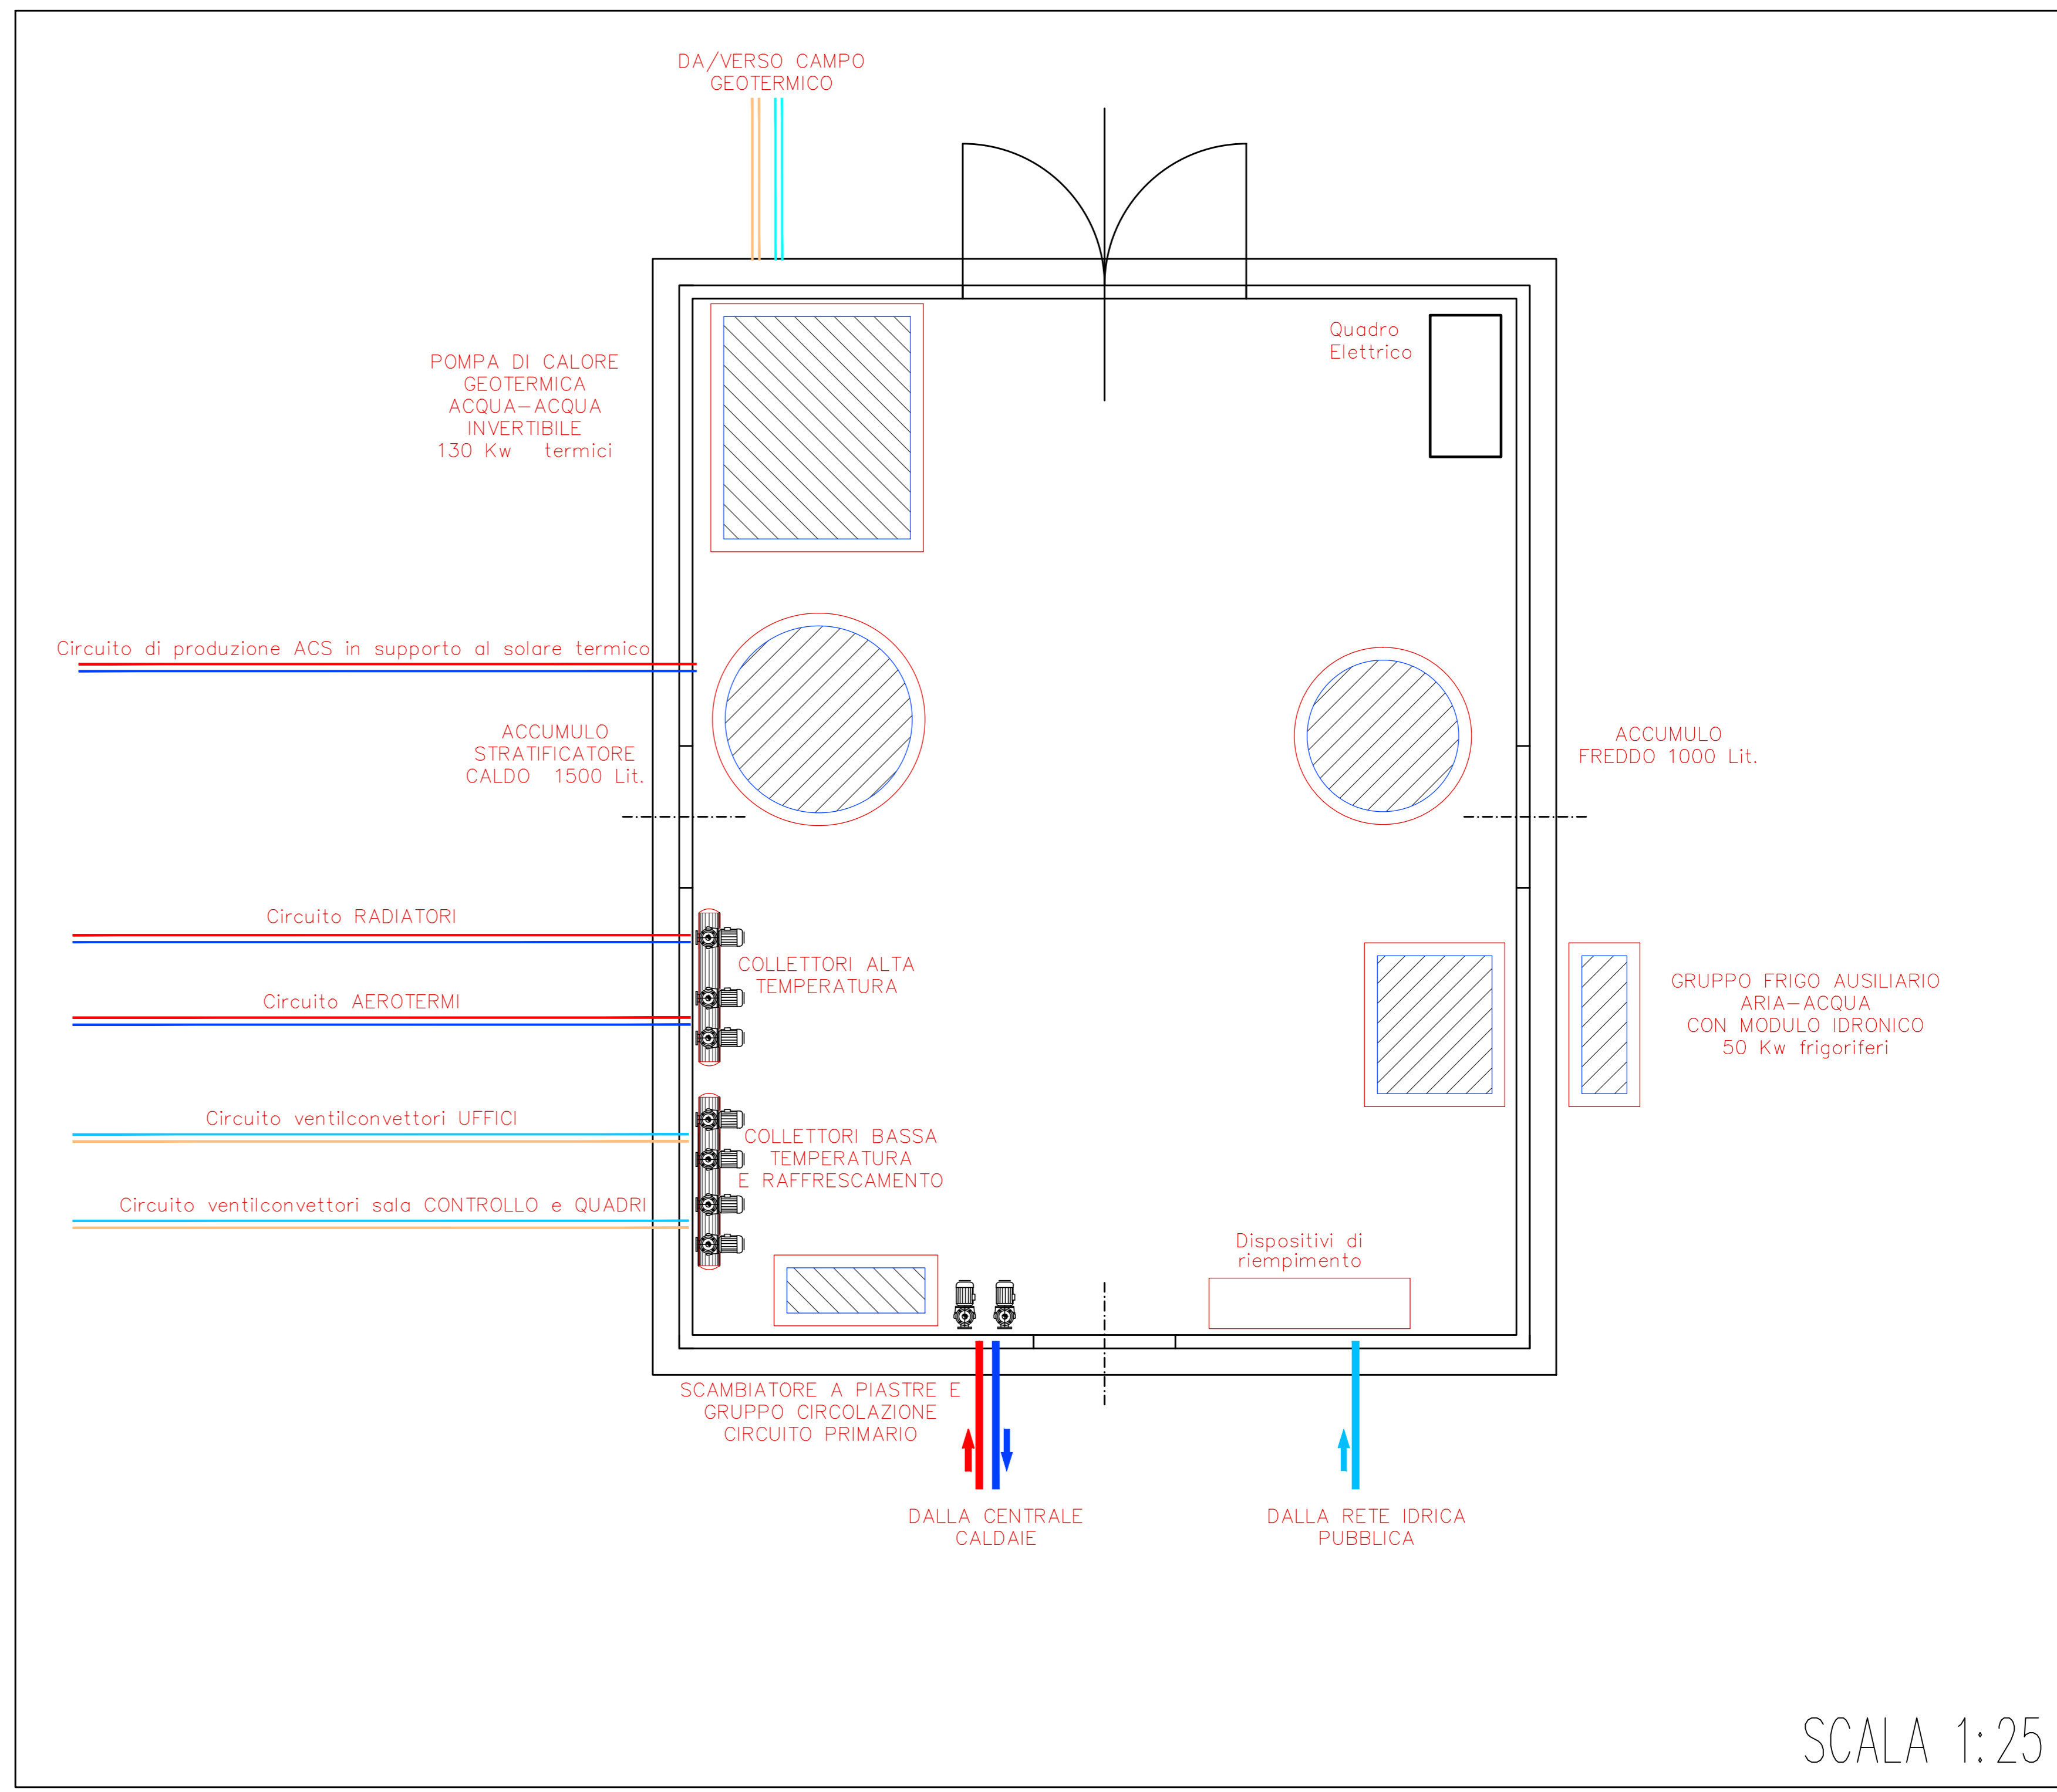 DA/VERSO CAMPO
GEOTERMICO
Quadro
Elettrico
POMPA DI CALORE
GEOTERMICA
ACQUA-ACQUA
INVERTIBILE
130 Kw termici
Circuito di produzione ACS in supporto al solare termico
ACCUMULO
STRATIFICATORE
CALDO 1500 Lit.
ACCUMULO
FREDDO 1000 Lit.
Circuito RADIATORI
COLLETTORI ALTA
TEMPERATURA
Circuito AEROTERMI
GRUPPO FRIGO AUSILIARIO
ARIA-ACQUA
CON MODULO IDRONICO
50 Kw frigoriferi
Circuito ventilconvettori UFFICI
COLLETTORI BASSA
TEMPERATURA
E RAFFRESCAMENTO
Circuito ventilconvettori sala CONTROLLO e QUADRI
Dispositivi di
riempimento
SCAMBIATORE A PIASTRE E
GRUPPO CIRCOLAZIONE
CIRCUITO PRIMARIO
DALLA CENTRALE
CALDAIE
DALLA RETE IDRICA
PUBBLICA
SCALA 1:25